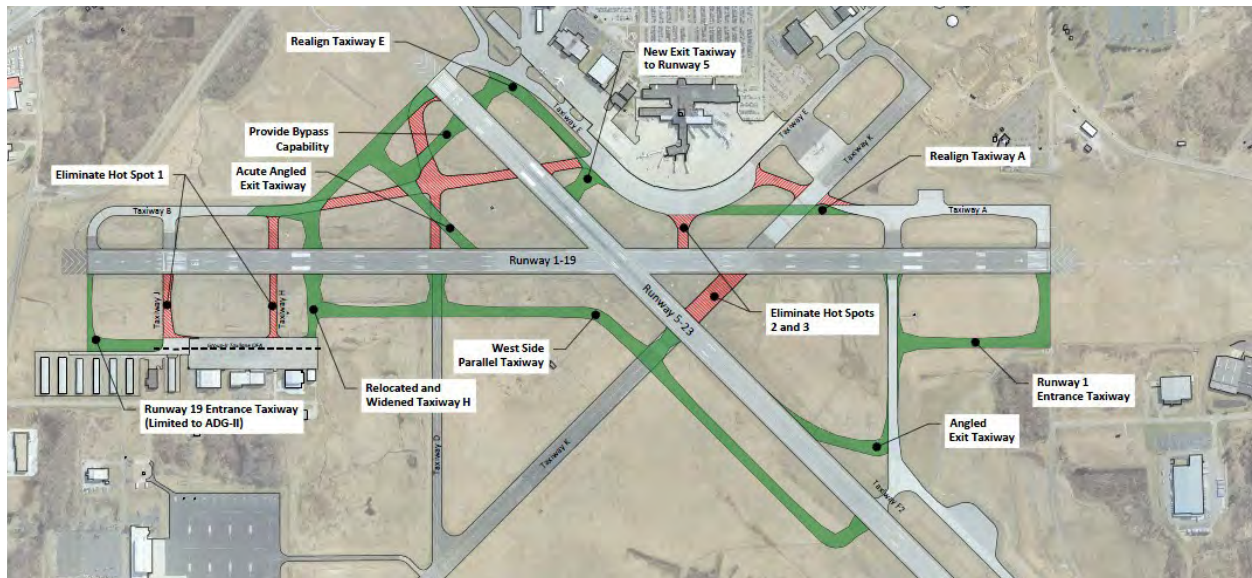 Realign Taxiway E
New Exit Taxiway
to Runway 5
Taxiway E
Taxiway E
Taxiway K
Provide Bypass
Capability
Realign Taxiway A
Eliminate Hot Spot 1
Acute Angled
Exit Taxiway
Taxiway B
Taxiway A
Runway 1-19
Taxiway J
Taxiway H
Runway 5-23
Eliminate Hot Spots
2 and 3
West Side
Parallel Taxiway
Relocated and
Widened Taxiway H
Runway 1
Entrance Taxiway
Runway 19 Entrance Taxiway
(Limited to ADG-II)
Angled
Exit Taxiway
Taxiway D
Taxiway K
Taxiway F2